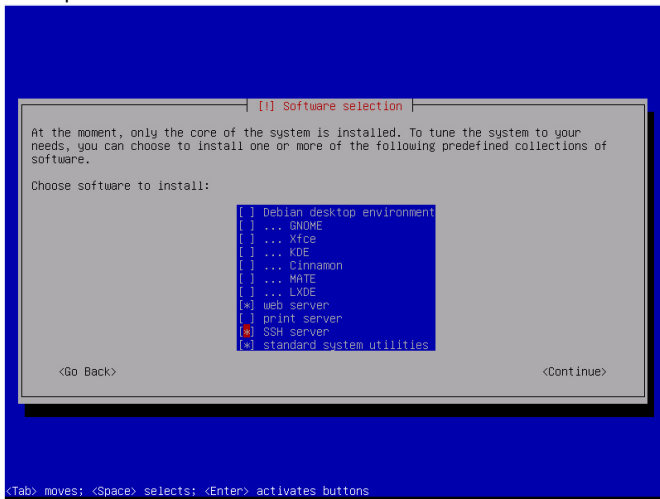 [!] Software selection
At the moment, only the core of the system is installed. To tune the system to your
needs, you can choose to install one or more of the following predefined collections of
software.
Choose software to install:
[ ] Debian desktop environment
[ ] ... GNOME
[ ] ... Xfce
[ ] ... KDE
[ ] ... Cinnamon
[ ] ... MATE
[ ] ... LXDE
[*] web server
[ ] print server
[*] SSH server
[*] standard system utilities
<Go Back> <Continue>
<Tab> moves; <Space> selects; <Enter> activates buttons